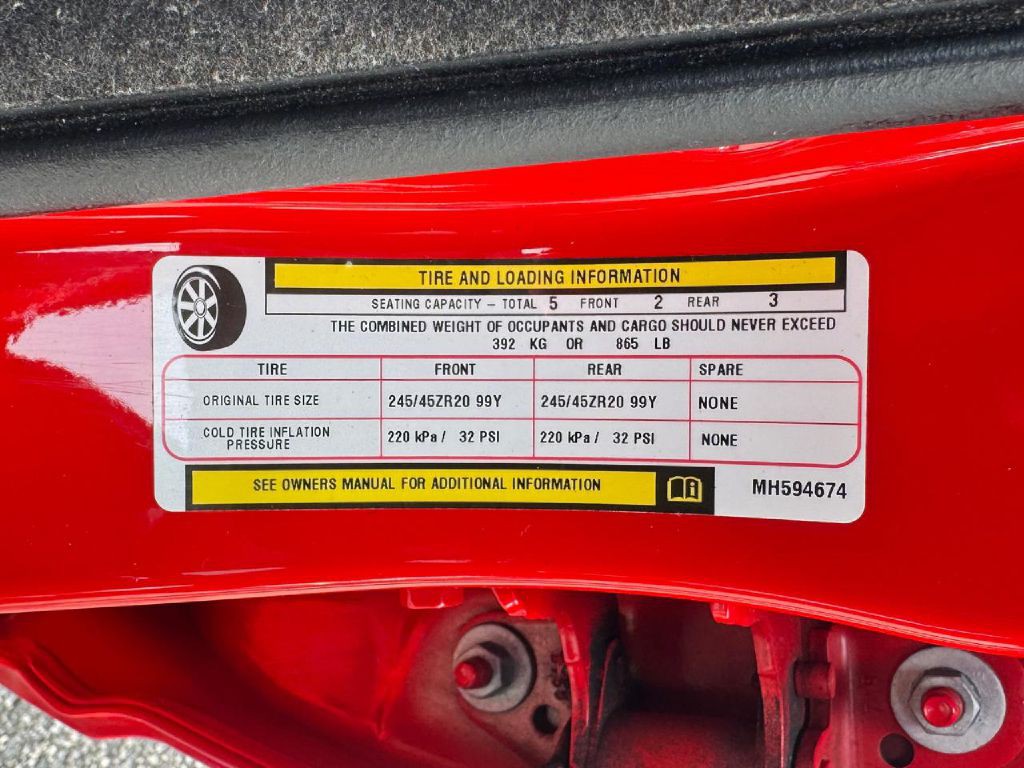 TIRE AND LOADING INFORMATION
SEATING CAPACITY – TOTAL 5 FRONT 2 REAR 3
THE COMBINED WEIGHT OF OCCUPANTS AND CARGO SHOULD NEVER EXCEED
392 KG OR 865 LB
TIRE FRONT REAR SPARE
ORIGINAL TIRE SIZE 245/45ZR20 99Y 245/45ZR20 99Y NONE
COLD TIRE INFLATION
PRESSURE 220 kPa / 32 PSI 220 kPa / 32 PSI NONE
SEE OWNERS MANUAL FOR ADDITIONAL INFORMATION
MH594674